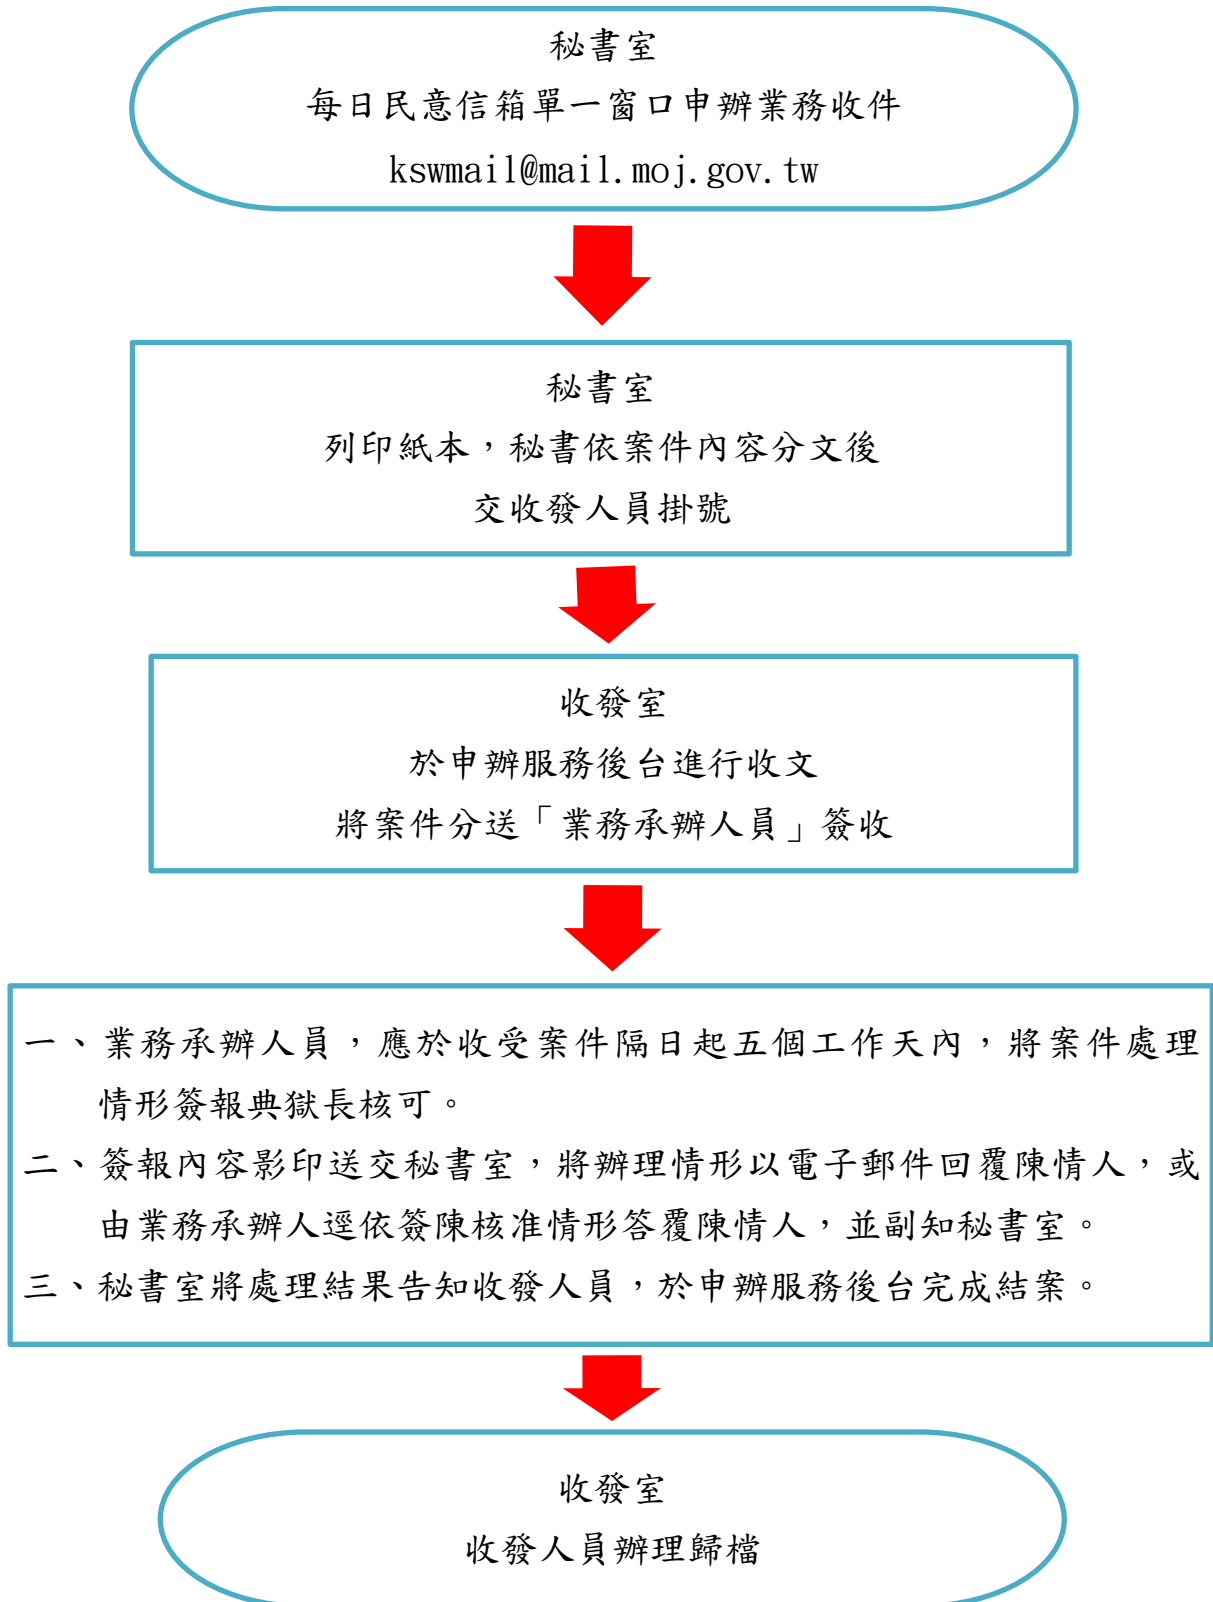 秘書室
每日民意信箱單一窗口申辦業務收件
kswmail@mail.moj.gov.tw
秘書室
列印紙本，秘書依案件內容分文後
交收發人員掛號
收發室
於申辦服務後台進行收文
將案件分送「業務承辦人員」簽收
一、業務承辦人員，應於收受案件隔日起五個工作天內，將案件處理
情形簽報典獄長核可。
二、簽報內容影印送交秘書室，將辦理情形以電子郵件回覆陳情人，或
由業務承辦人逕依簽陳核准情形答覆陳情人，並副知秘書室。
三、秘書室將處理結果告知收發人員，於申辦服務後台完成結案。
收發室
收發人員辦理歸檔